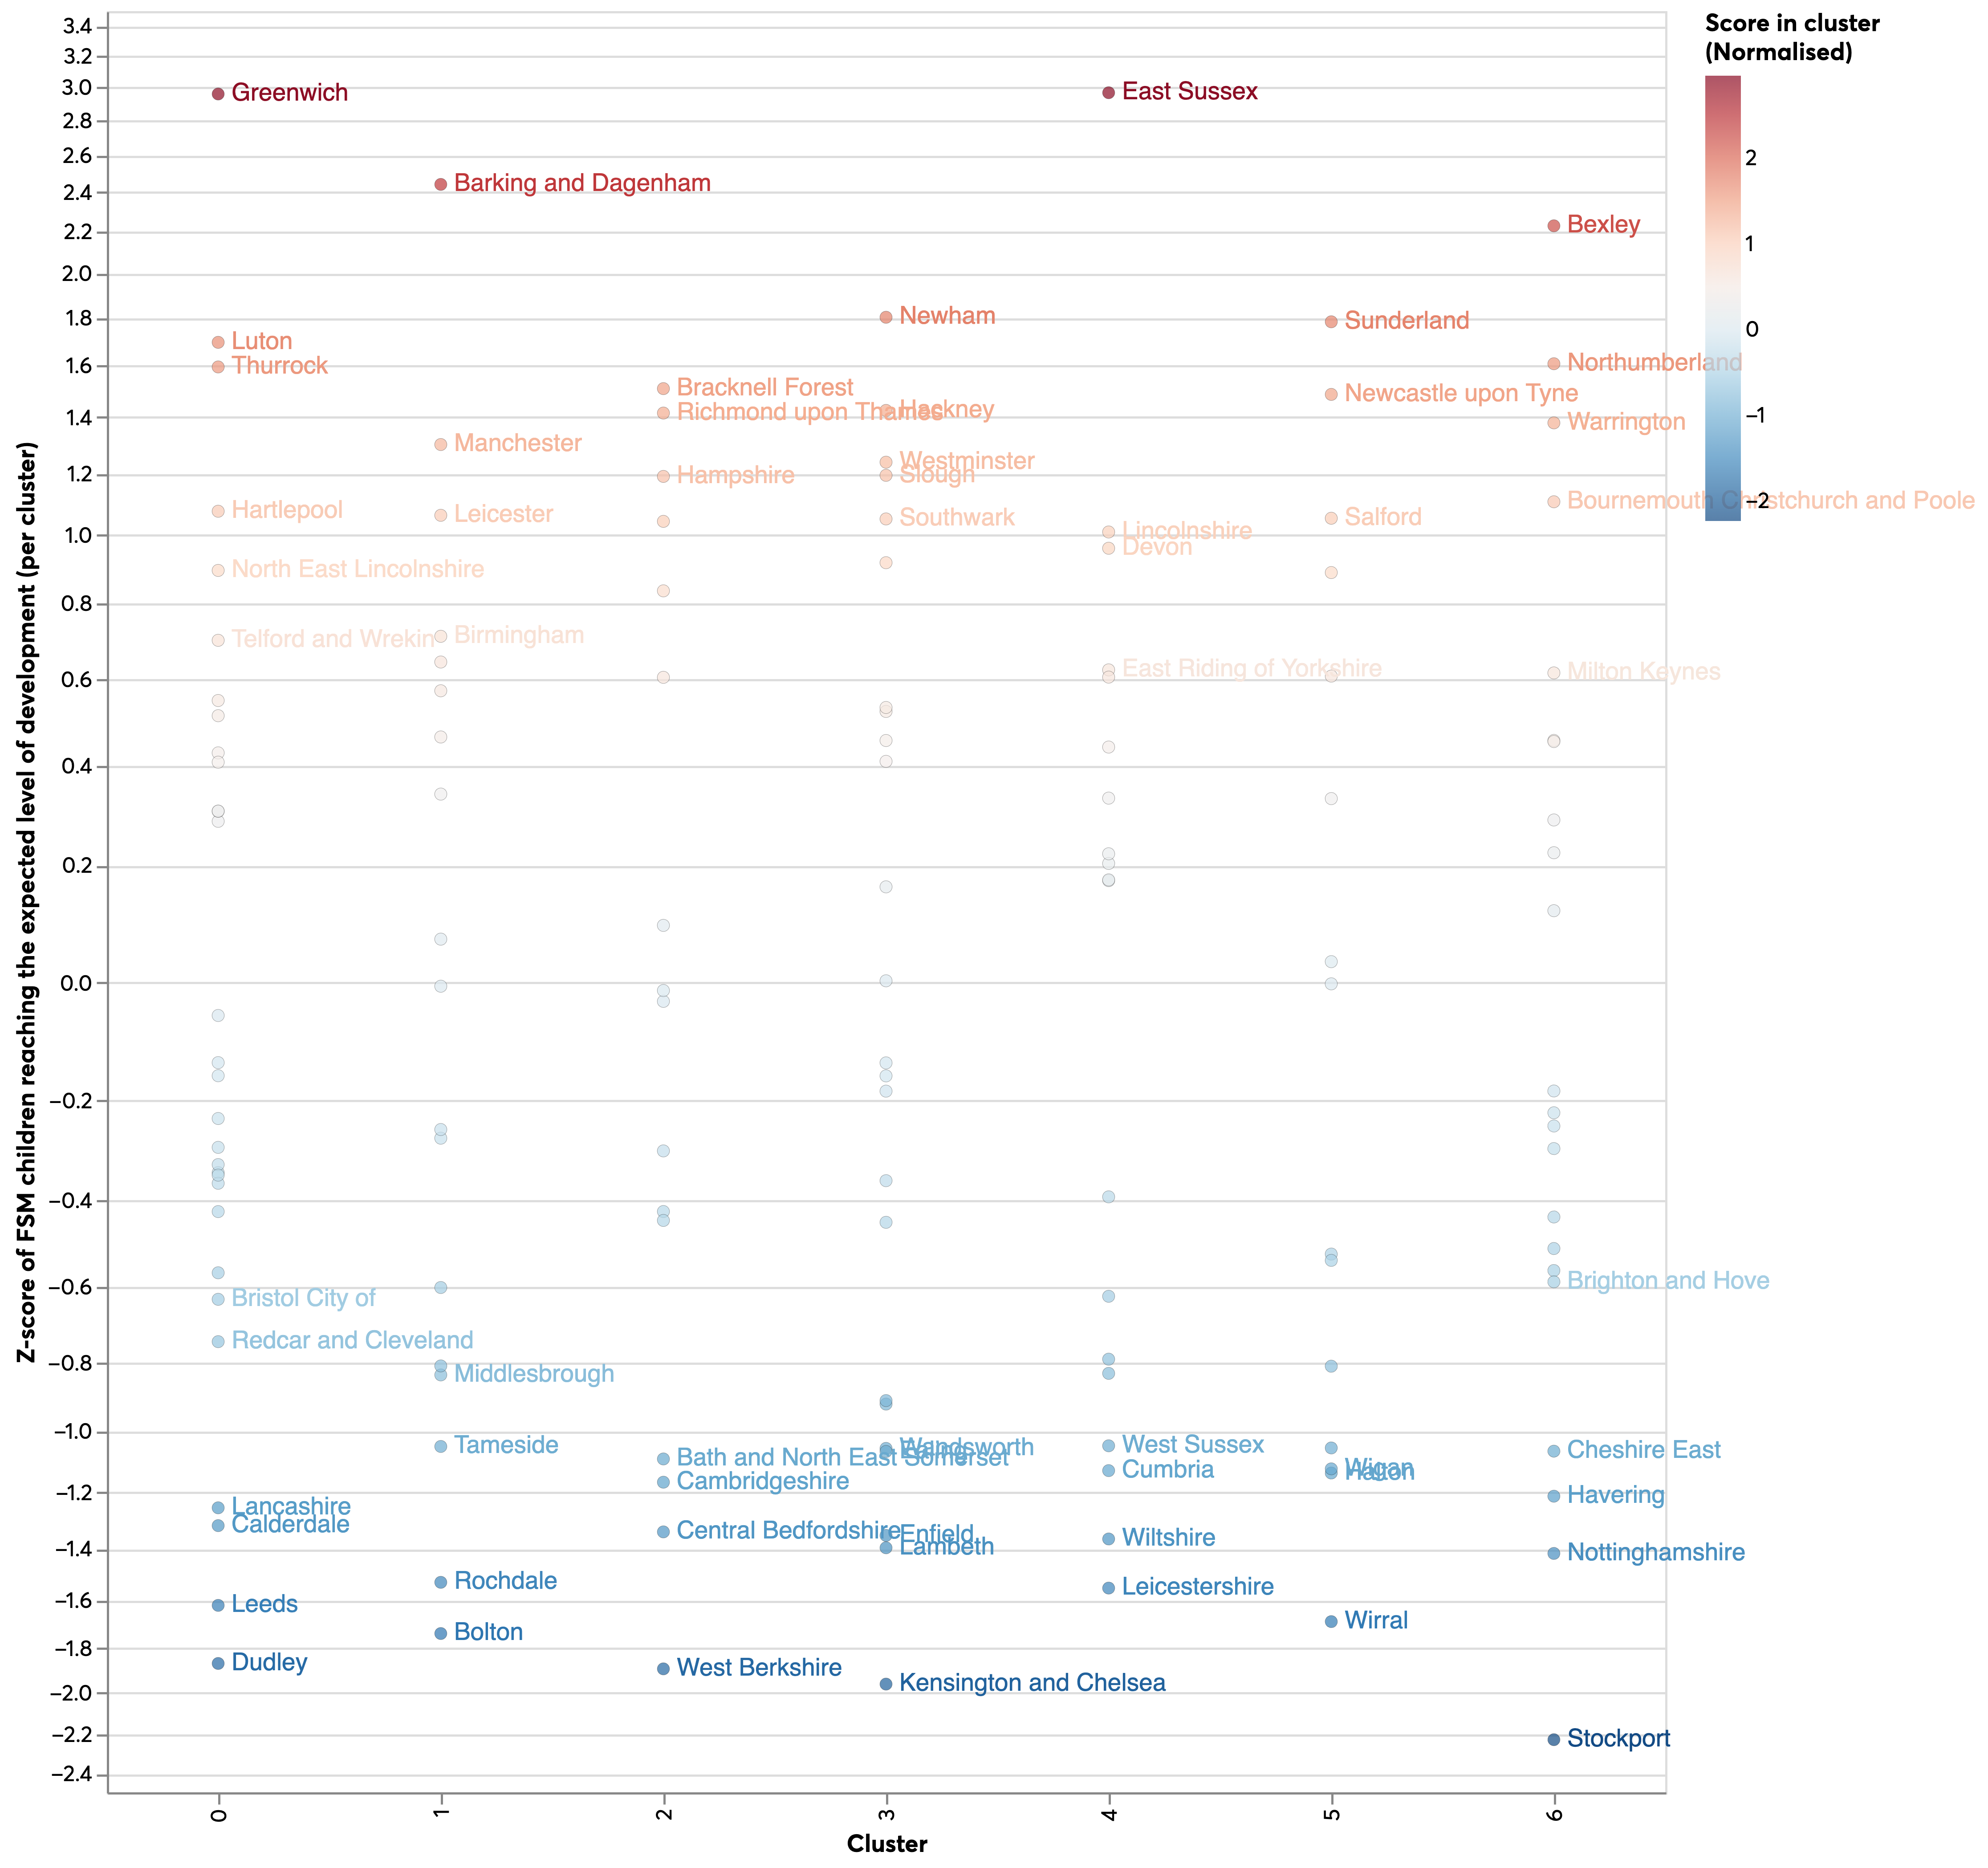 Score in cluster
(Normalised)
2
1
0
−1
−2
Z-score of FSM children reaching the expected level of development (per cluster)
3.4
3.2
3.0
2.8
2.6
2.4
2.2
2.0
1.8
1.6
1.4
1.2
1.0
0.8
0.6
0.4
0.2
0.0
−0.2
−0.4
−0.6
−0.8
−1.0
−1.2
−1.4
−1.6
−1.8
−2.0
−2.2
−2.4
Greenwich
East Sussex
Barking and Dagenham
Bexley
Newham
Sunderland
Luton
Northumberland
Thurrock
Bracknell Forest
Newcastle upon Tyne
Hackney
Richmond upon Thames
Warrington
Manchester
Westminster
Slough
Hampshire
Bournemouth Christchurch and Poole
Hartlepool
Leicester
Southwark
Salford
Lincolnshire
Devon
North East Lincolnshire
Birmingham
Telford and Wrekin
East Riding of Yorkshire
Milton Keynes
Brighton and Hove
Bristol City of
Redcar and Cleveland
Middlesbrough
Tameside
West Sussex
Wandsworth
Ealing
Cheshire East
Bath and North East Somerset
Wigan
Cumbria
Halton
Cambridgeshire
Havering
Lancashire
Calderdale
Central Bedfordshire
Enfield
Wiltshire
Lambeth
Nottinghamshire
Rochdale
Leicestershire
Leeds
Wirral
Bolton
Dudley
West Berkshire
Kensington and Chelsea
Stockport
0
1
2
3
4
5
6
Cluster